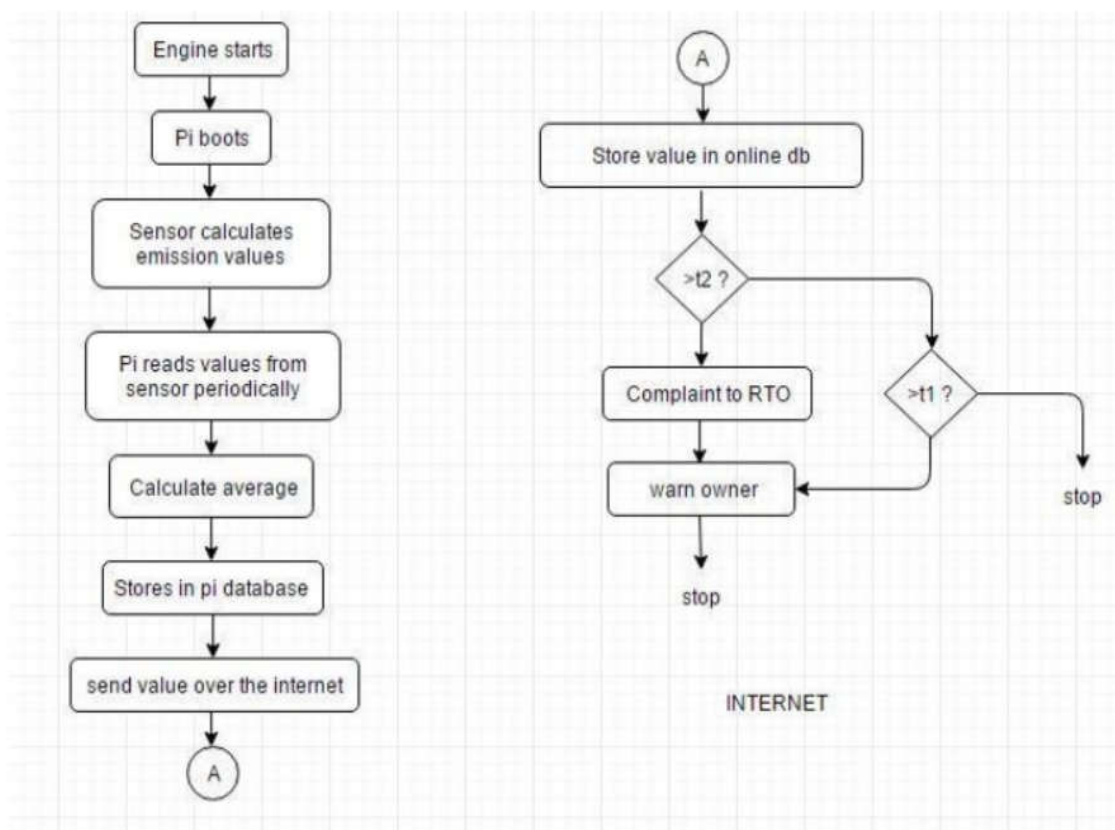 Engine starts
Pi boots
Sensor calculates
emission values
Pi reads values from
sensor periodically
Calculate average
Stores in pi database
send value over the internet
A
A
Store value in online db
>t2 ?
>t1 ?
Complaint to RTO
warn owner
stop
stop
INTERNET